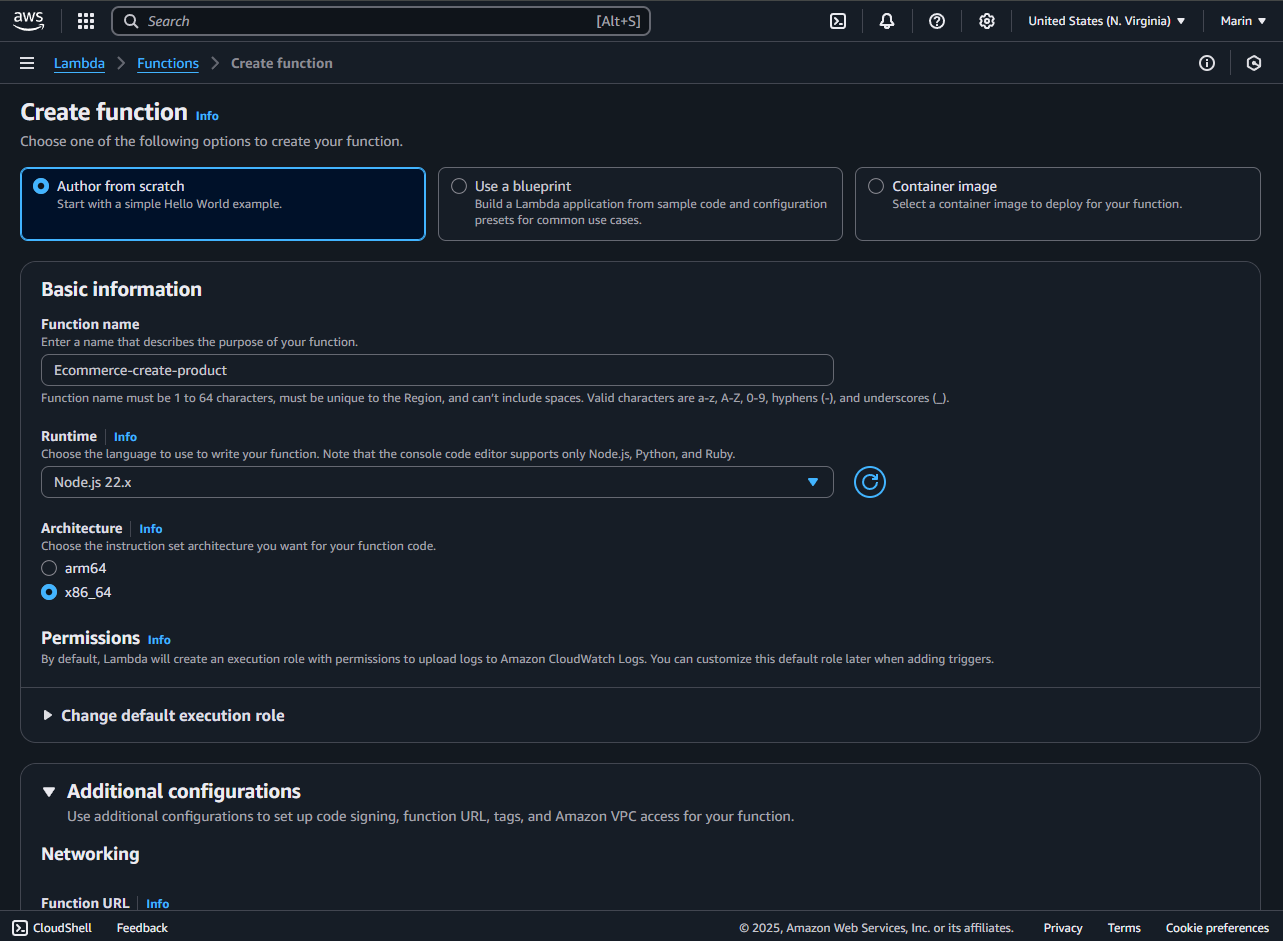 aws
Search [Alt+S]
United States (N. Virginia)
Marin
Lambda
Functions
Create function
Create function Info
Choose one of the following options to create your function.
Author from scratch
Start with a simple Hello World example.
Use a blueprint
Build a Lambda application from sample code and configuration
presets for common use cases.
Container image
Select a container image to deploy for your function.
Basic information
Function name
Enter a name that describes the purpose of your function.
Ecommerce-create-product
Function name must be 1 to 64 characters, must be unique to the Region, and can't include spaces. Valid characters are a-z, A-Z, 0-9, hyphens (-), and underscores (_).
Runtime Info
Choose the language to use to write your function. Note that the console code editor supports only Node.js, Python, and Ruby.
Node.js 22.x
Architecture Info
Choose the instruction set architecture you want for your function code.
arm64
x86_64
Permissions Info
By default, Lambda will create an execution role with permissions to upload logs to Amazon CloudWatch Logs. You can customize this default role later when adding triggers.
Change default execution role
Additional configurations
Use additional configurations to set up code signing, function URL, tags, and Amazon VPC access for your function.
Networking
Function URL Info
CloudShell
Feedback
© 2025, Amazon Web Services, Inc. or its affiliates.
Privacy
Terms
Cookie preferences